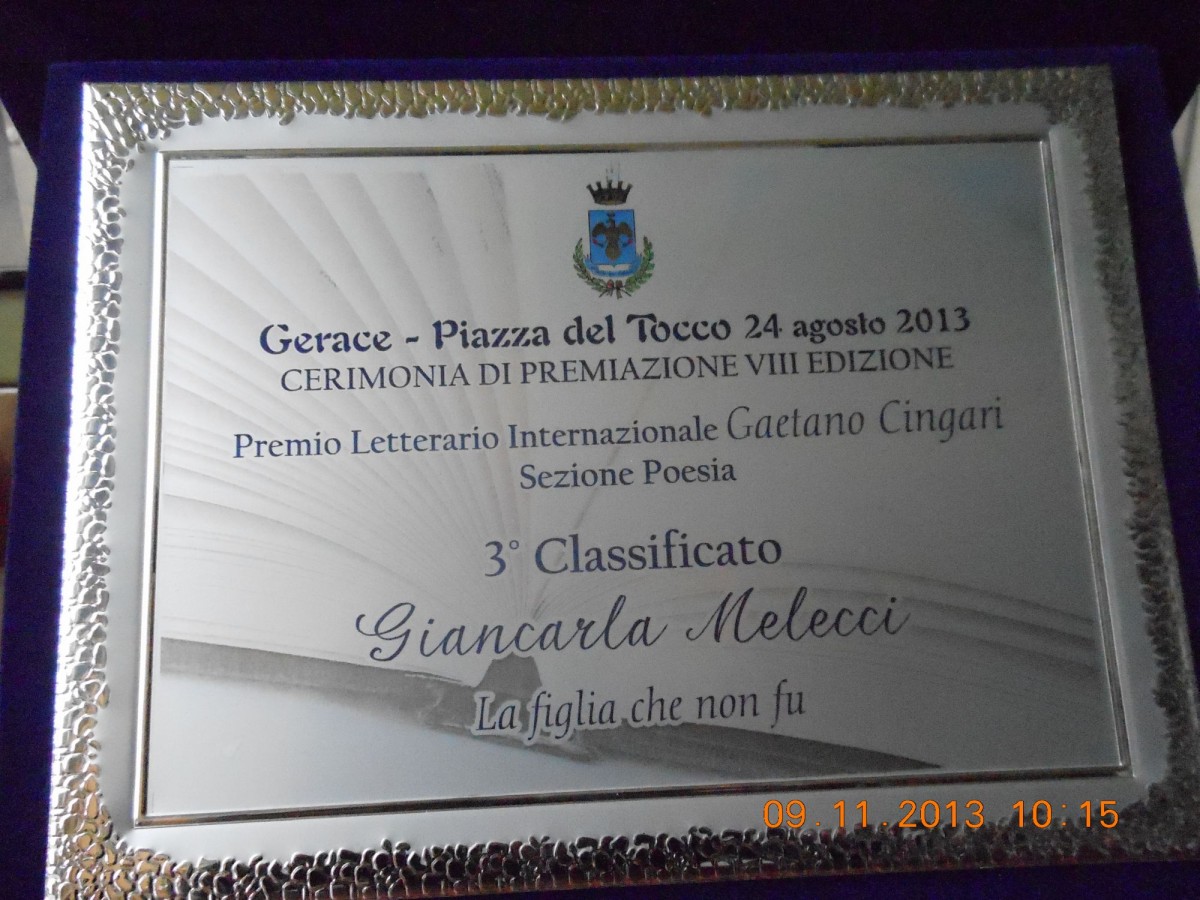 Gerace - Piazza del Tocco 24 agosto 2013
CERIMONIA DI PREMIAZIONE VIII EDIZIONE
Premio Letterario Internazionale Gaetano Cingari
Sezione Poesia
3° Classificato
Giancarla Melecci
La figlia che non fu
09.11.2013 10:15